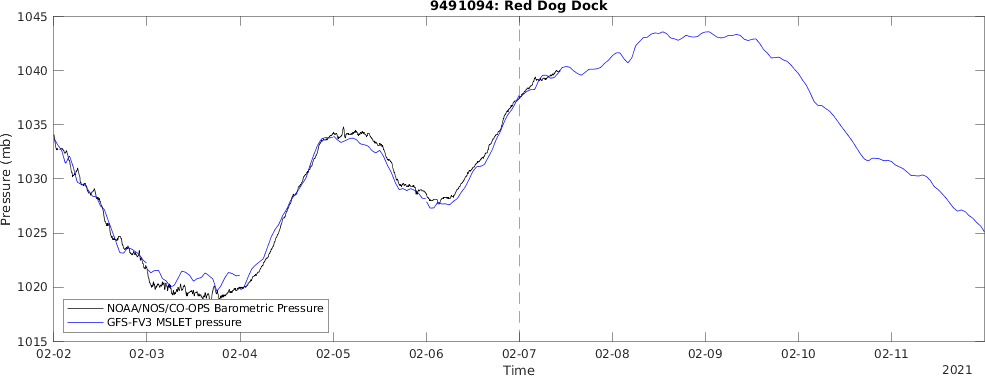 9491094: Red Dog Dock
1045
1040
1035
1030
1025
1020
1015
Pressure (mb)
NOAA/NOS/CO-OPS Barometric Pressure
GFS-FV3 MSLET pressure
02-02 02-03 02-04 02-05 02-06 02-07 02-08 02-09 02-10 02-11
Time
2021